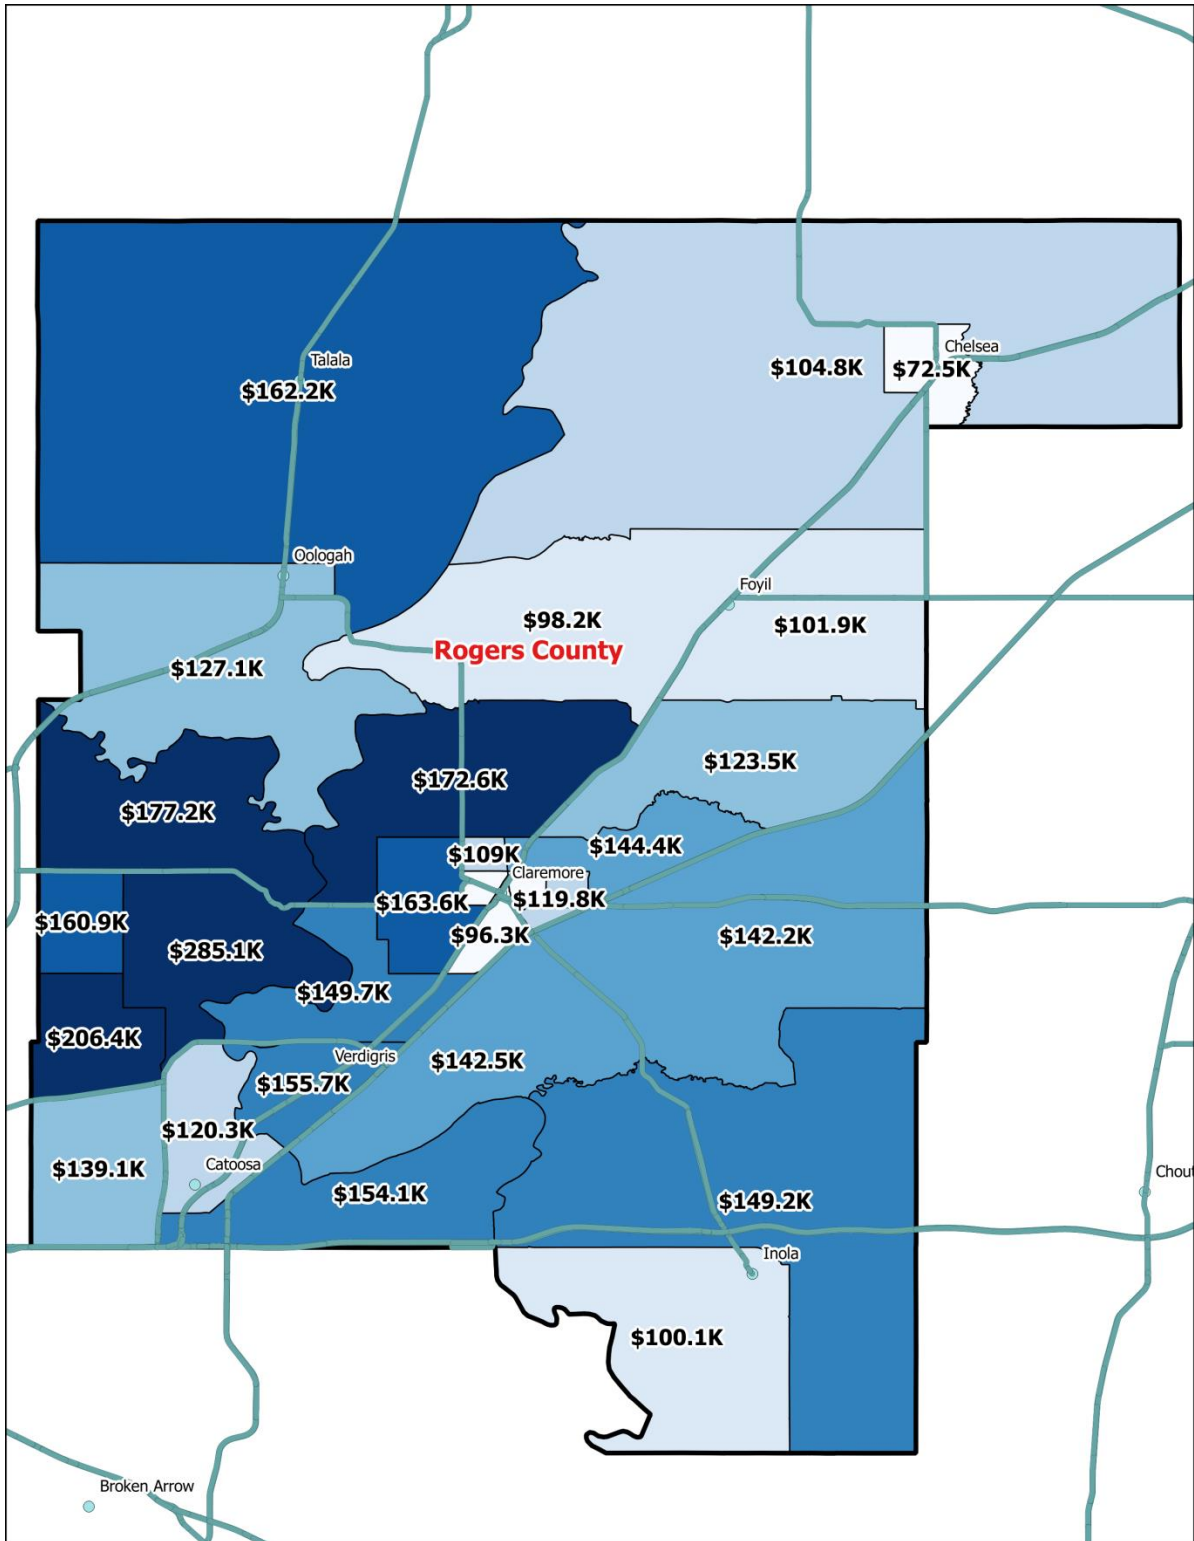 Talala
$162.2K
Chelsea
$104.8K
$72.5K
Oologah
Foyil
$98.2K
$101.9K
Rogers County
$127.1K
$123.5K
$172.6K
$177.2K
$144.4K
$109K
Claremore
$163.6K
$119.8K
$160.9K
$96.3K
$142.2K
$285.1K
$149.7K
$206.4K
Verdigris
$142.5K
$155.7K
$120.3K
Catoosa
$139.1K
$154.1K
Chout
$149.2K
Inola
$100.1K
Broken Arrow